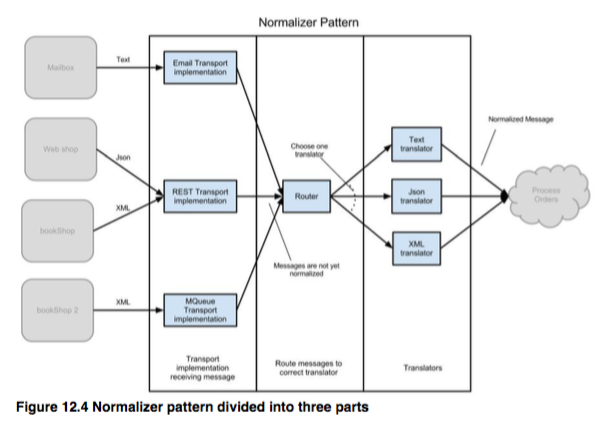 Normalizer Pattern
Mailbox
Text
Email Transport
implementation
Web shop
Json
REST Transport
implementation
XML
bookShop
bookShop 2
XML
MQueue
Transport
implementation
Transport
implementation
receiving message
Router
Messages are not yet
normalized
Route messages to
correct translator
Choose one
translator
Text
translator
Json
translator
XML
translator
Translators
Normalized Message
Process
Orders
Figure 12.4 Normalizer pattern divided into three parts